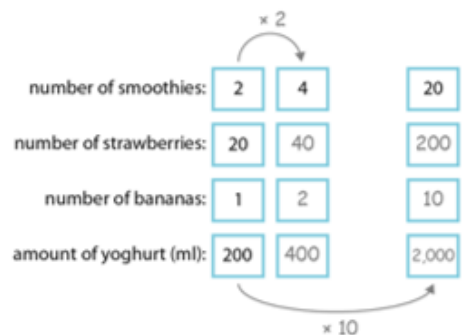 × 2
number of smoothies: 2 4 20
number of strawberries: 20 40 200
number of bananas: 1 2 10
amount of yoghurt (ml): 200 400 2,000
× 10